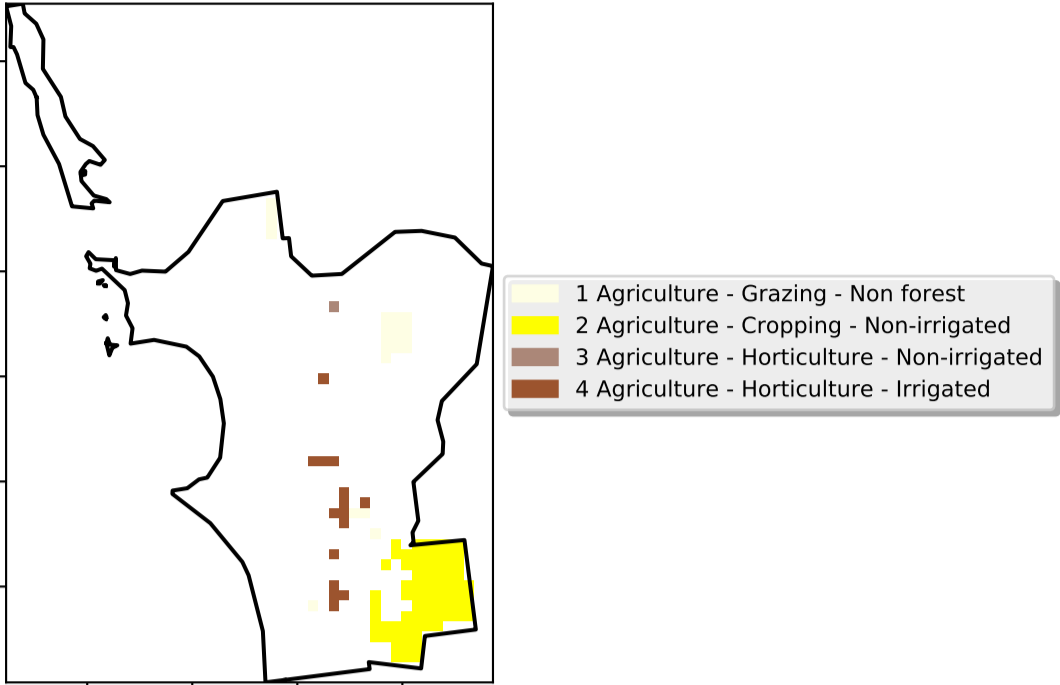 1 Agriculture - Grazing - Non forest
2 Agriculture - Cropping - Non-irrigated
3 Agriculture - Horticulture - Non-irrigated
4 Agriculture - Horticulture - Irrigated